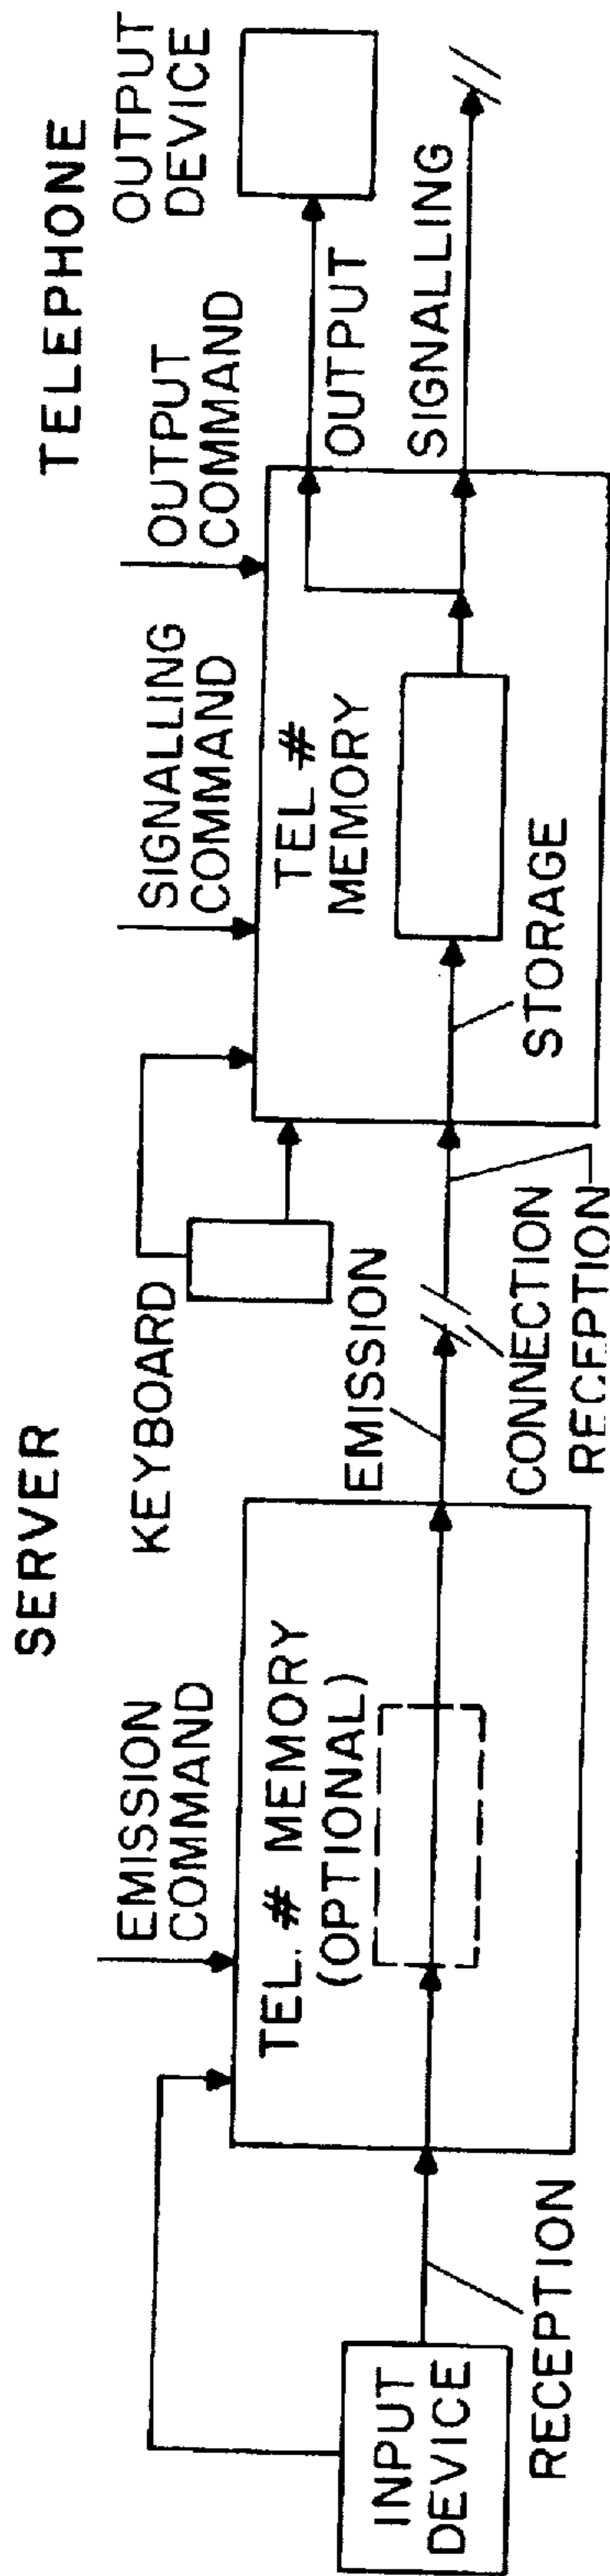 SERVER
TELEPHONE
EMISSION
COMMAND
KEYBOARD
SIGNALLING
COMMAND
OUTPUT
COMMAND
OUTPUT
DEVICE
TEL. # MEMORY
(OPTIONAL)
TEL #
MEMORY
INPUT
DEVICE
RECEPTION
EMISSION
CONNECTION
RECEPTION
STORAGE
OUTPUT
SIGNALLING